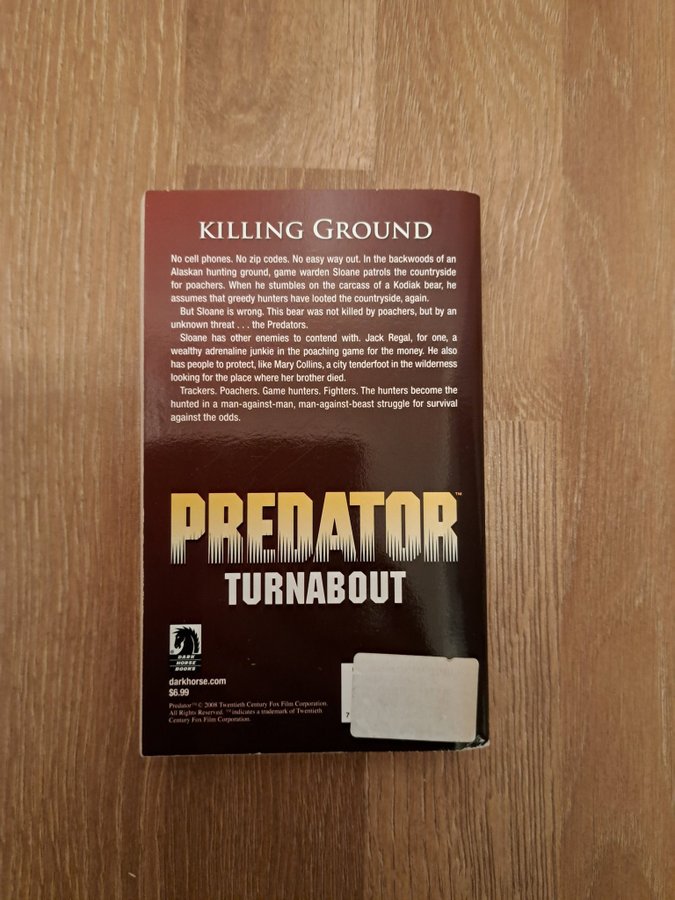 KILLING GROUND
No cell phones. No zip codes. No easy way out. In the backwoods of an
Alaskan hunting ground, game warden Sloane patrols the countryside
for poachers. When he stumbles on the carcass of a Kodiak bear, he
assumes that greedy hunters have looted the countryside, again.
But Sloane is wrong. This bear was not killed by poachers, but by an
unknown threat . . . the Predators.
Sloane has other enemies to contend with. Jack Regal, for one, a
wealthy adrenaline junkie in the poaching game for the money. He also
has people to protect, like Mary Collins, a city tenderfoot in the wilderness
looking for the place where her brother died.
Trackers. Poachers. Game hunters. Fighters. The hunters become the
hunted in a man-against-man, man-against-beast struggle for survival
against the odds.
PREDATOR™
TURNABOUT
DARK
HORSE
BOOKS
darkhorse.com
$6.99
Predator™ © 2008 Twentieth Century Fox Film Corporation.
All Rights Reserved. ™ indicates a trademark of Twentieth
Century Fox Film Corporation.
7